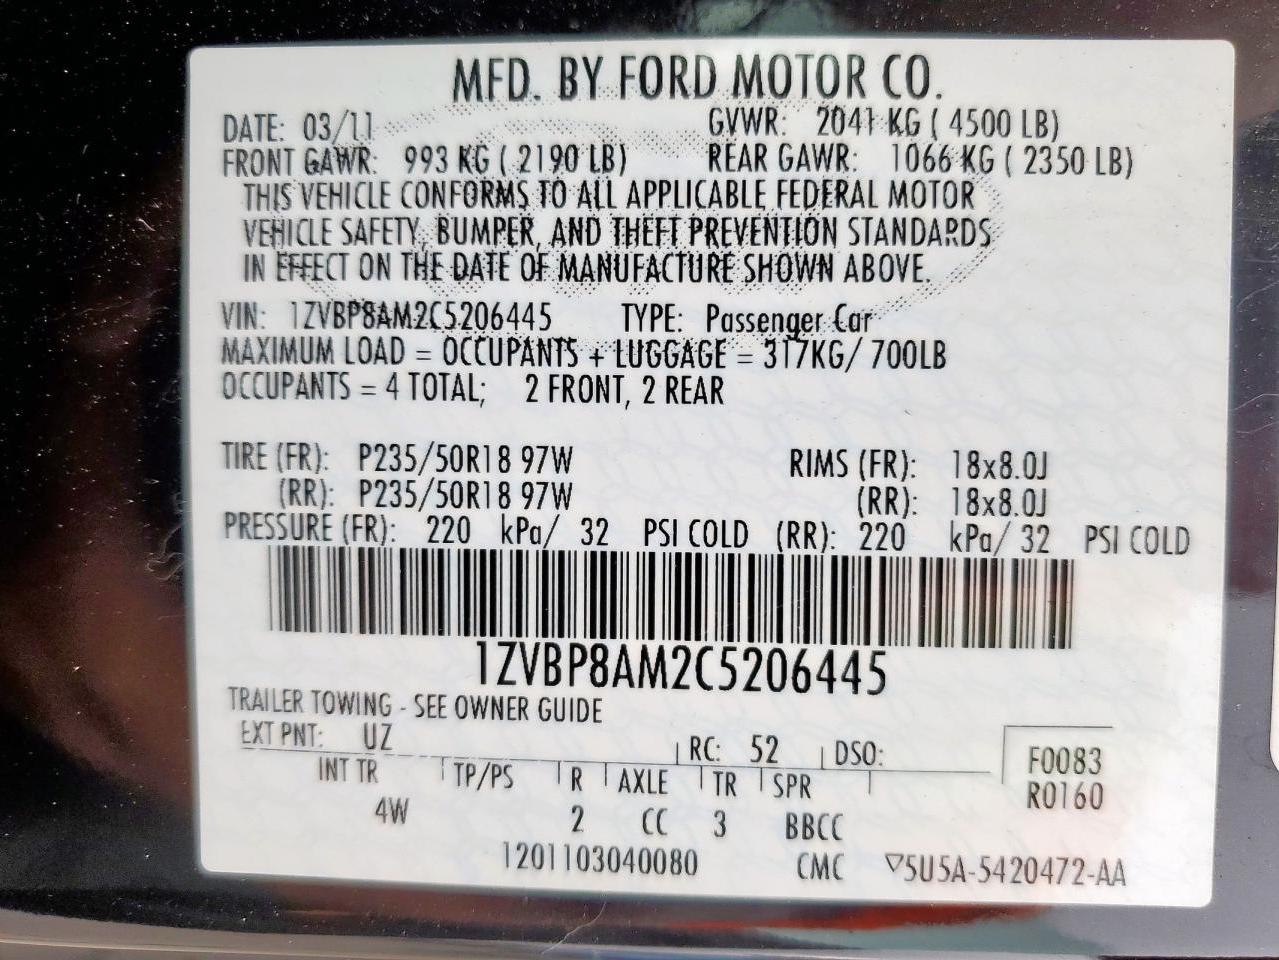 MFD. BY FORD MOTOR CO.
DATE: 03/11 GVWR: 2041 KG ( 4500 LB)
FRONT GAWR: 993 KG ( 2190 LB) REAR GAWR: 1066 KG ( 2350 LB)
THIS VEHICLE CONFORMS TO ALL APPLICABLE FEDERAL MOTOR
VEHICLE SAFETY, BUMPER, AND THEFT PREVENTION STANDARDS
IN EFFECT ON THE DATE OF MANUFACTURE SHOWN ABOVE.
VIN: 1ZVBP8AM2C5206445 TYPE: Passenger Car
MAXIMUM LOAD = OCCUPANTS + LUGGAGE = 317KG/ 700LB
OCCUPANTS = 4 TOTAL; 2 FRONT, 2 REAR
TIRE (FR): P235/50R18 97W RIMS (FR): 18x8.0J
(RR): P235/50R18 97W (RR): 18x8.0J
PRESSURE (FR): 220 kPa/ 32 PSI COLD (RR): 220 kPa/ 32 PSI COLD
1ZVBP8AM2C5206445
TRAILER TOWING - SEE OWNER GUIDE
EXT PNT: UZ RC: 52 DSO: F0083
INT TR TP/PS R AXLE TR SPR R0160
4W 2 CC 3 BBCC
1201103040080 CMC ▽5U5A-5420472-AA